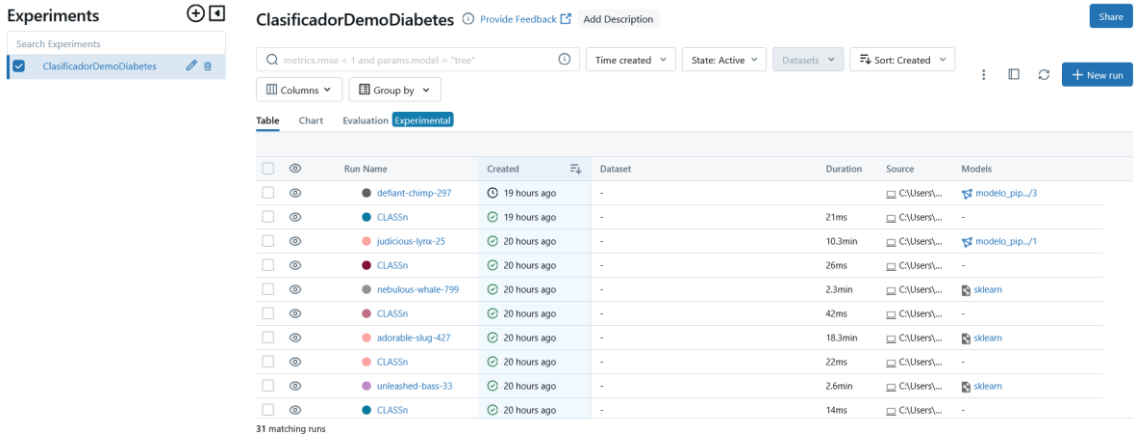 Experiments
Search Experiments
ClasificadorDemoDiabetes
ClasificadorDemoDiabetes Provide Feedback Add Description Share
metrics.rmse < 1 and params.model = "tree" Time created State: Active Datasets Sort: Created
+ New run
Columns Group by
Table Chart Evaluation Experimental
Run Name Created Dataset Duration Source Models
defiant-chimp-297 19 hours ago - C:\Users\... modelo_pip.../3
CLASSn 19 hours ago - 21ms C:\Users\... -
judicious-lynx-25 20 hours ago - 10.3min C:\Users\... modelo_pip.../1
CLASSn 20 hours ago - 26ms C:\Users\... -
nebulous-whale-799 20 hours ago - 2.3min C:\Users\... sklearn
CLASSn 20 hours ago - 42ms C:\Users\... -
adorable-slug-427 20 hours ago - 18.3min C:\Users\... sklearn
CLASSn 20 hours ago - 22ms C:\Users\... -
unleashed-bass-33 20 hours ago - 2.6min C:\Users\... sklearn
CLASSn 20 hours ago - 14ms C:\Users\... -
31 matching runs